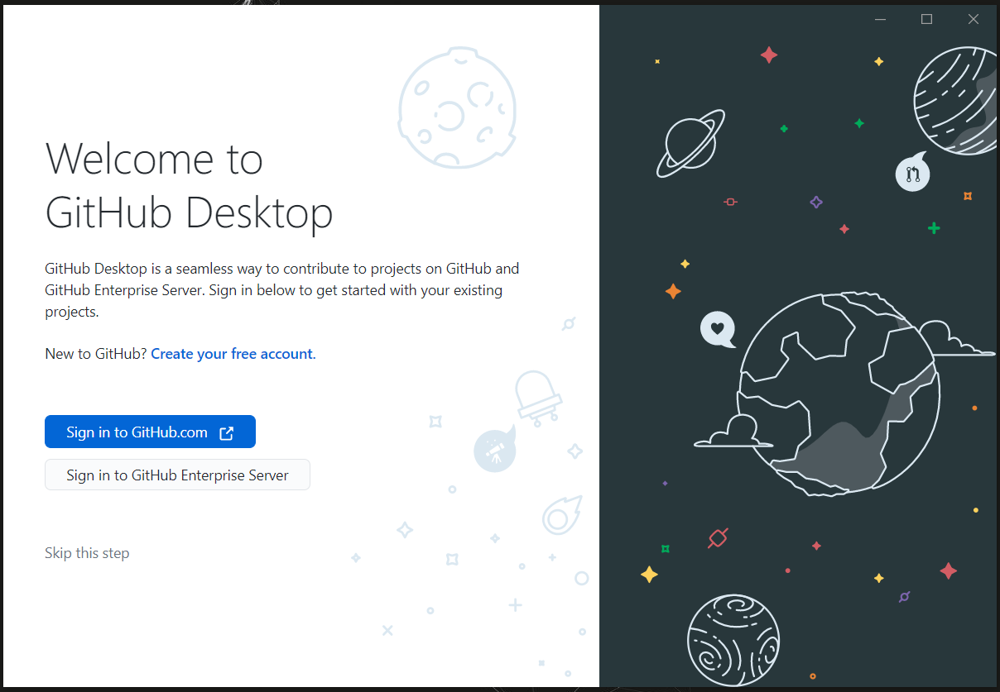 Welcome to
GitHub Desktop
GitHub Desktop is a seamless way to contribute to projects on GitHub and
GitHub Enterprise Server. Sign in below to get started with your existing
projects.
New to GitHub? Create your free account.
Sign in to GitHub.com
Sign in to GitHub Enterprise Server
Skip this step